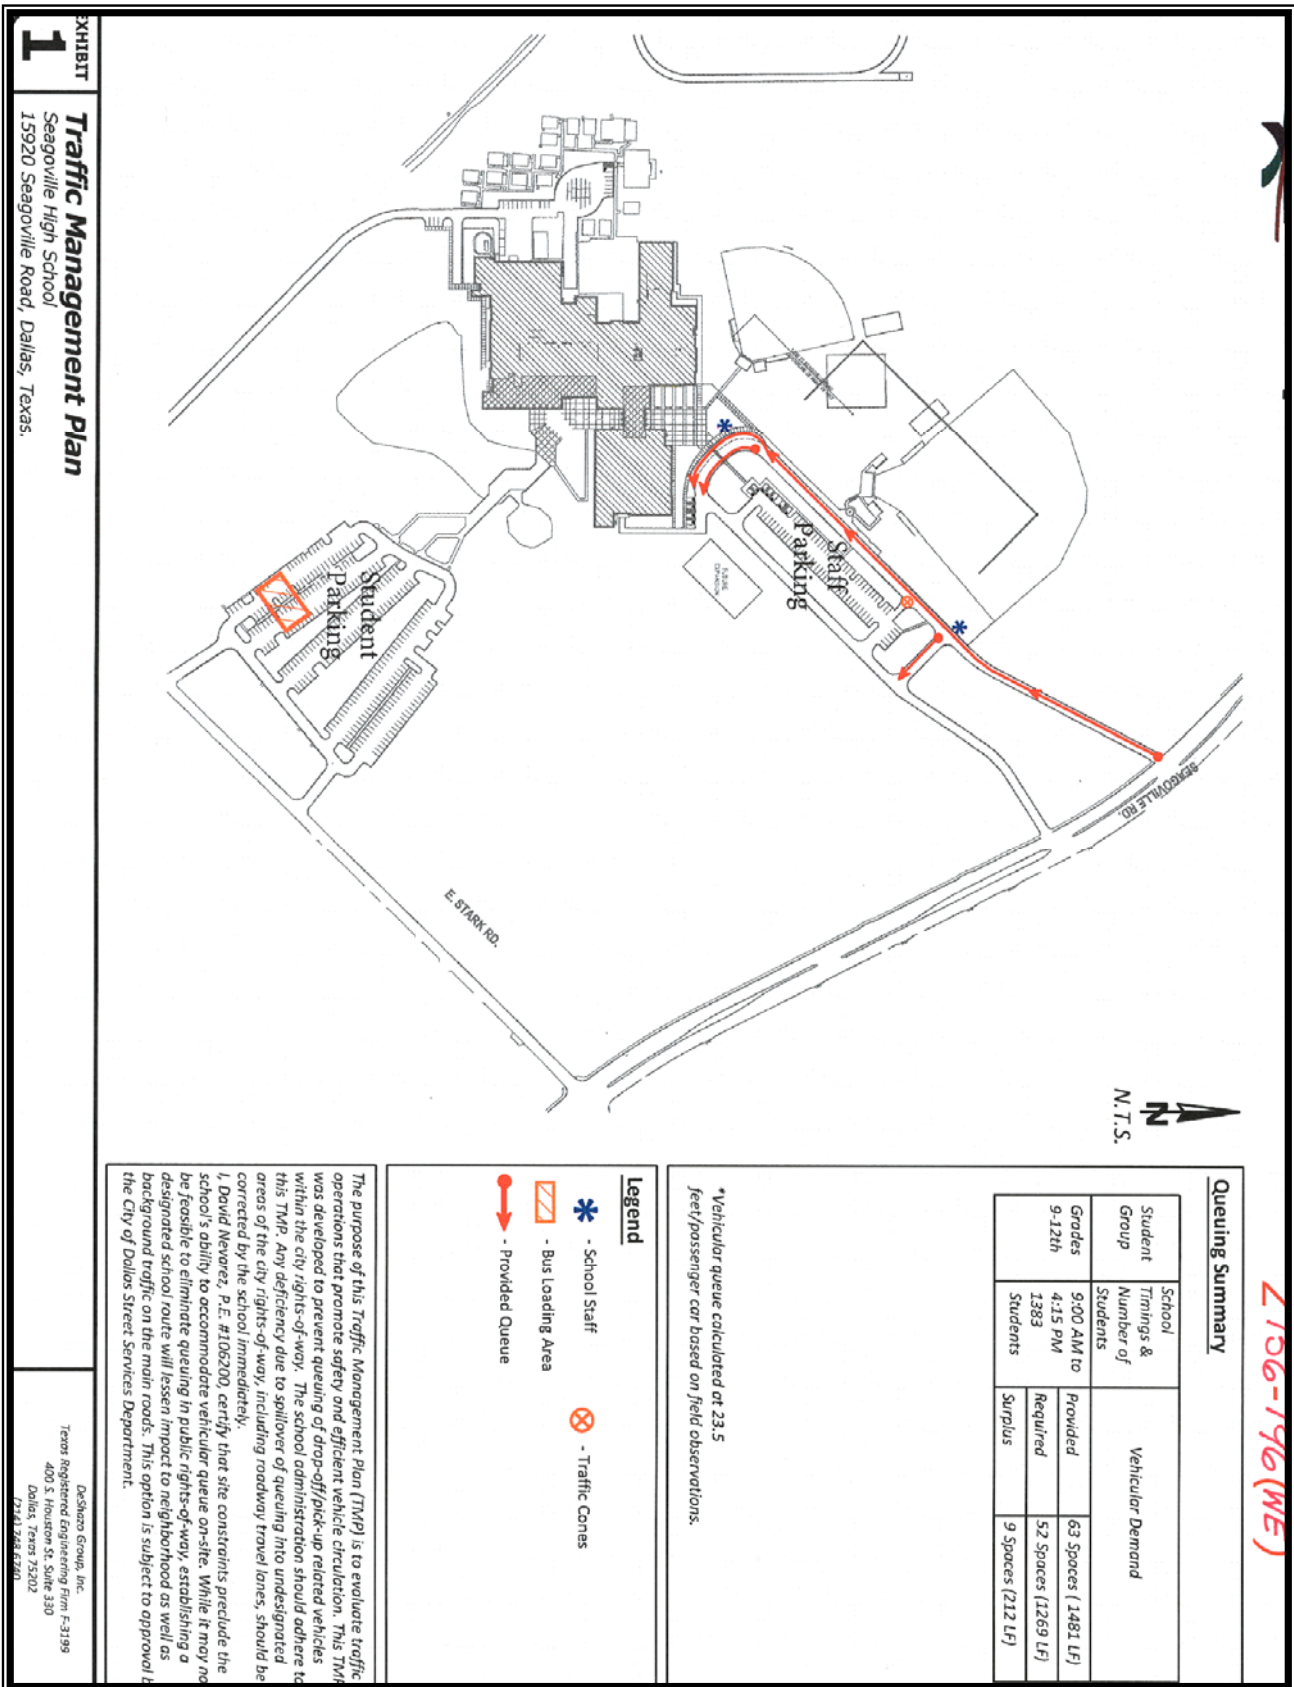 Z156-196(WE)
Queuing Summary
Student Group
School Timings & Number of Students
Vehicular Demand
Grades 9-12th
9:00 AM to 4:15 PM 1383 Students
Provided
63 Spaces ( 1481 LF)
Required
52 Spaces (1269 LF)
Surplus
9 Spaces (212 LF)
*Vehicular queue calculated at 23.5
feet/passenger car based on field observations.
Legend
- School Staff
- Traffic Cones
- Bus Loading Area
- Provided Queue
The purpose of this Traffic Management Plan (TMP) is to evaluate traffic
operations that promote safety and efficient vehicle circulation. This TMP
was developed to prevent queuing of drop-off/pick-up related vehicles
within the city rights-of-way. The school administration should adhere to
this TMP. Any deficiency due to spillover of queuing into undesignated
areas of the city rights-of-way, including roadway travel lanes, should be
corrected by the school immediately.
I, David Nevarez, P.E. #106200, certify that site constraints preclude the
school's ability to accommodate vehicular queue on-site. While it may no
be feasible to eliminate queuing in public rights-of-way, establishing a
designated school route will lessen impact to neighborhood as well as
background traffic on the main roads. This option is subject to approval b
the City of Dallas Street Services Department.
N
N.T.S.
SEAGOVILLE RD.
E. STARK RD.
Staff
Parking
Student
Parking
FUTURE
EXPANSION
EXHIBIT
1
Traffic Management Plan
Seagoville High School
15920 Seagoville Road, Dallas, Texas.
DeShazo Group, Inc.
Texas Registered Engineering Firm F-3199
400 S. Houston St. Suite 330
Dallas, Texas 75202
(214) 748-6740